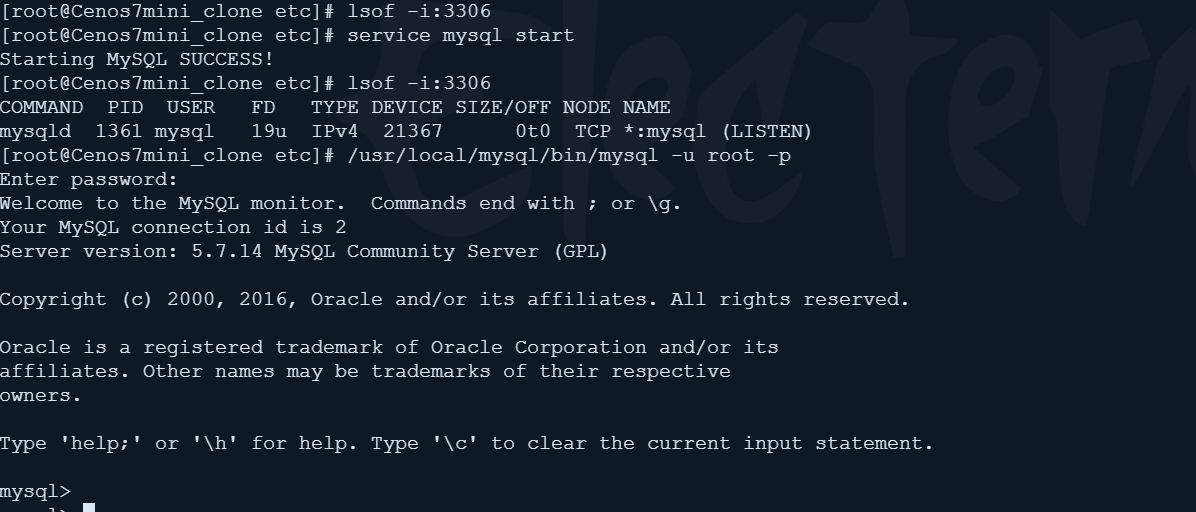 [root@Cenos7mini_clone etc]# lsof -i:3306
[root@Cenos7mini_clone etc]# service mysql start
Starting MySQL SUCCESS!
[root@Cenos7mini_clone etc]# lsof -i:3306
COMMAND  PID  USER   FD   TYPE DEVICE SIZE/OFF NODE NAME
mysqld  1361 mysql   19u  IPv4  21367      0t0  TCP *:mysql (LISTEN)
[root@Cenos7mini_clone etc]# /usr/local/mysql/bin/mysql -u root -p
Enter password:
Welcome to the MySQL monitor.  Commands end with ; or \g.
Your MySQL connection id is 2
Server version: 5.7.14 MySQL Community Server (GPL)
Copyright (c) 2000, 2016, Oracle and/or its affiliates. All rights reserved.
Oracle is a registered trademark of Oracle Corporation and/or its
affiliates. Other names may be trademarks of their respective
owners.
Type 'help;' or '\h' for help. Type '\c' to clear the current input statement.
mysql>